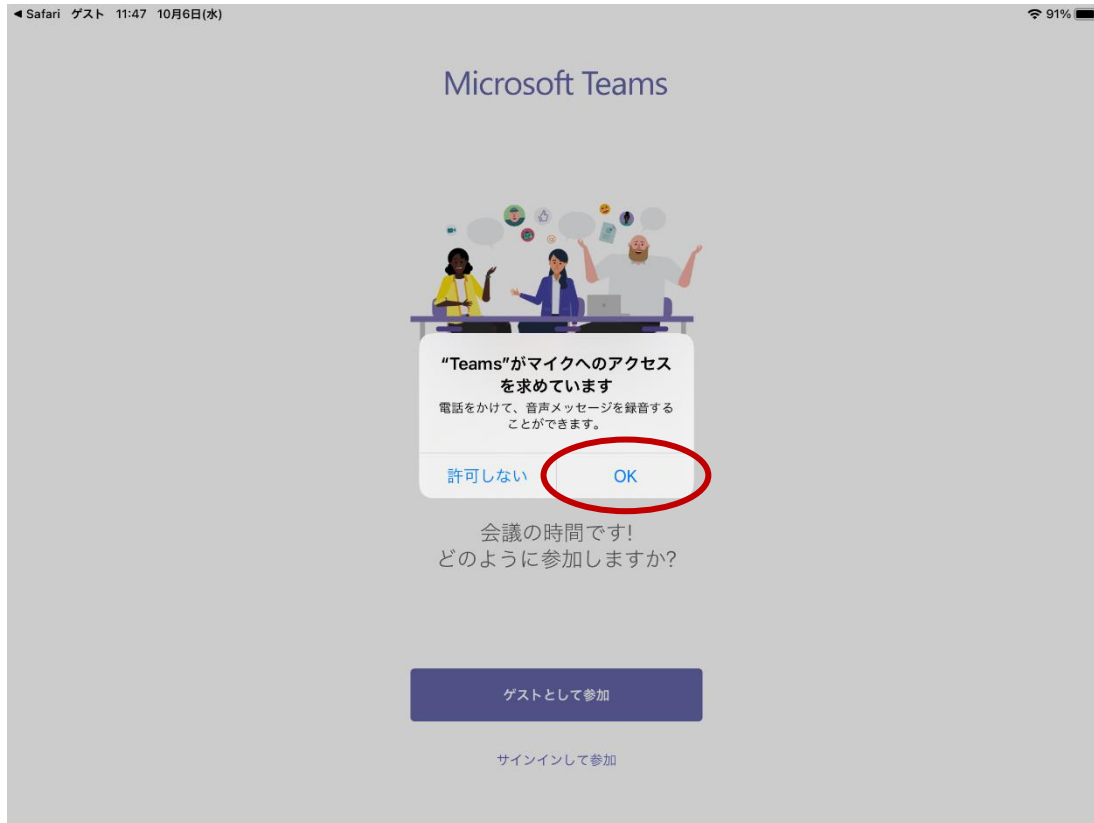 ◀ Safari ゲスト 11:47 10月6日(水) 91%
Microsoft Teams
“Teams”がマイクへのアクセス
を求めています
電話をかけて、音声メッセージを録音する
ことができます。
許可しない OK
会議の時間です!
どのように参加しますか?
ゲストとして参加
サインインして参加